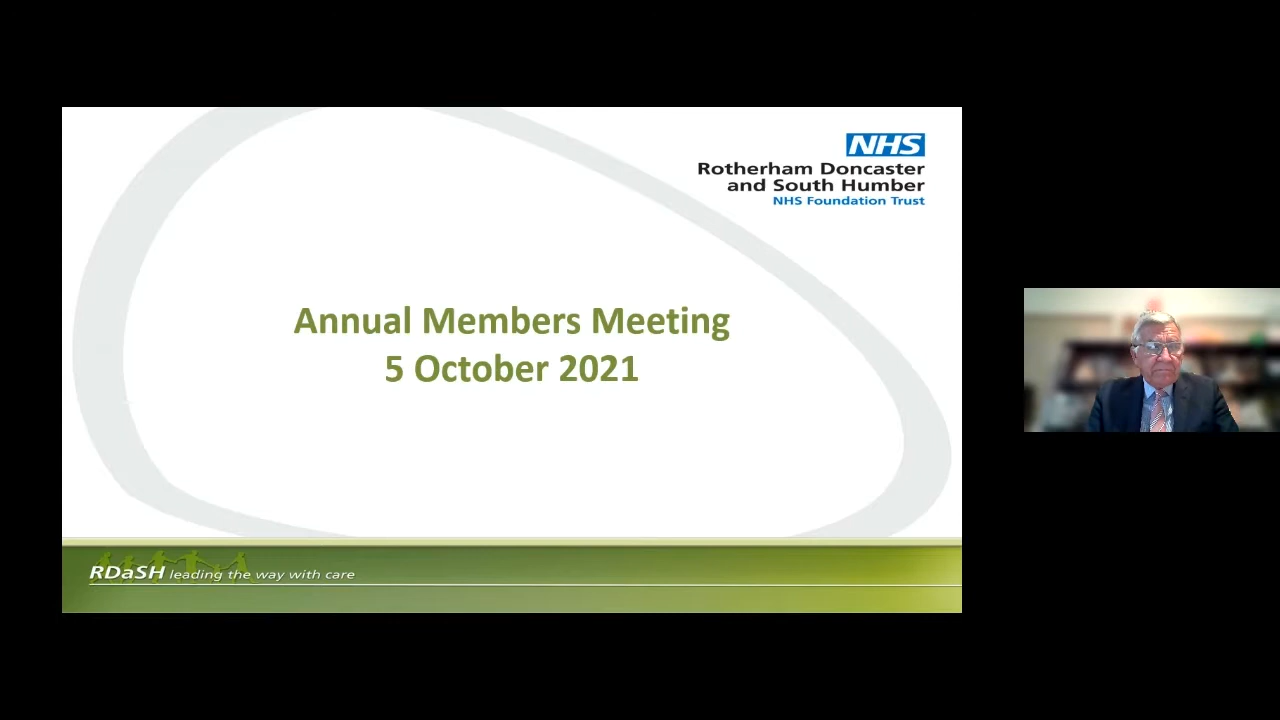 NHS
Rotherham Doncaster
and South Humber
NHS Foundation Trust
Annual Members Meeting
5 October 2021
RDaSH leading the way with care